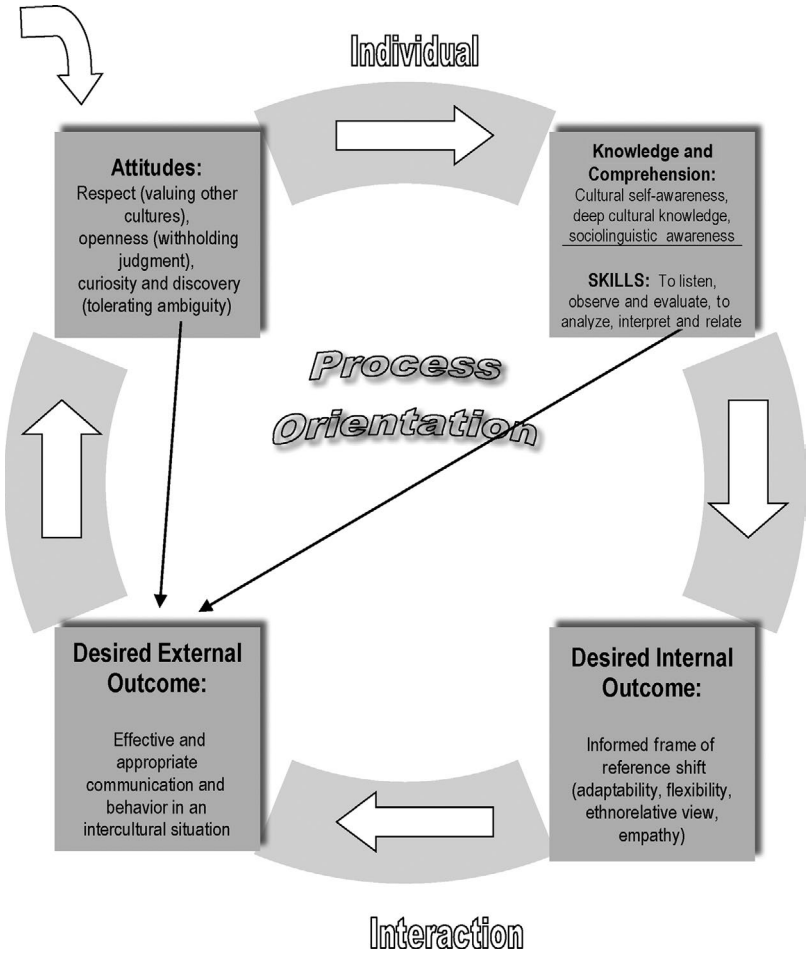 Individual
Attitudes:
Respect (valuing other
cultures),
openness (withholding
judgment),
curiosity and discovery
(tolerating ambiguity)
Knowledge and
Comprehension:
Cultural self-awareness,
deep cultural knowledge,
sociolinguistic awareness
SKILLS: To listen,
observe and evaluate, to
analyze, interpret and relate
Process
Orientation
Desired External
Outcome:
Effective and
appropriate
communication and
behavior in an
intercultural situation
Desired Internal
Outcome:
Informed frame of
reference shift
(adaptability, flexibility,
ethnorelative view,
empathy)
Interaction